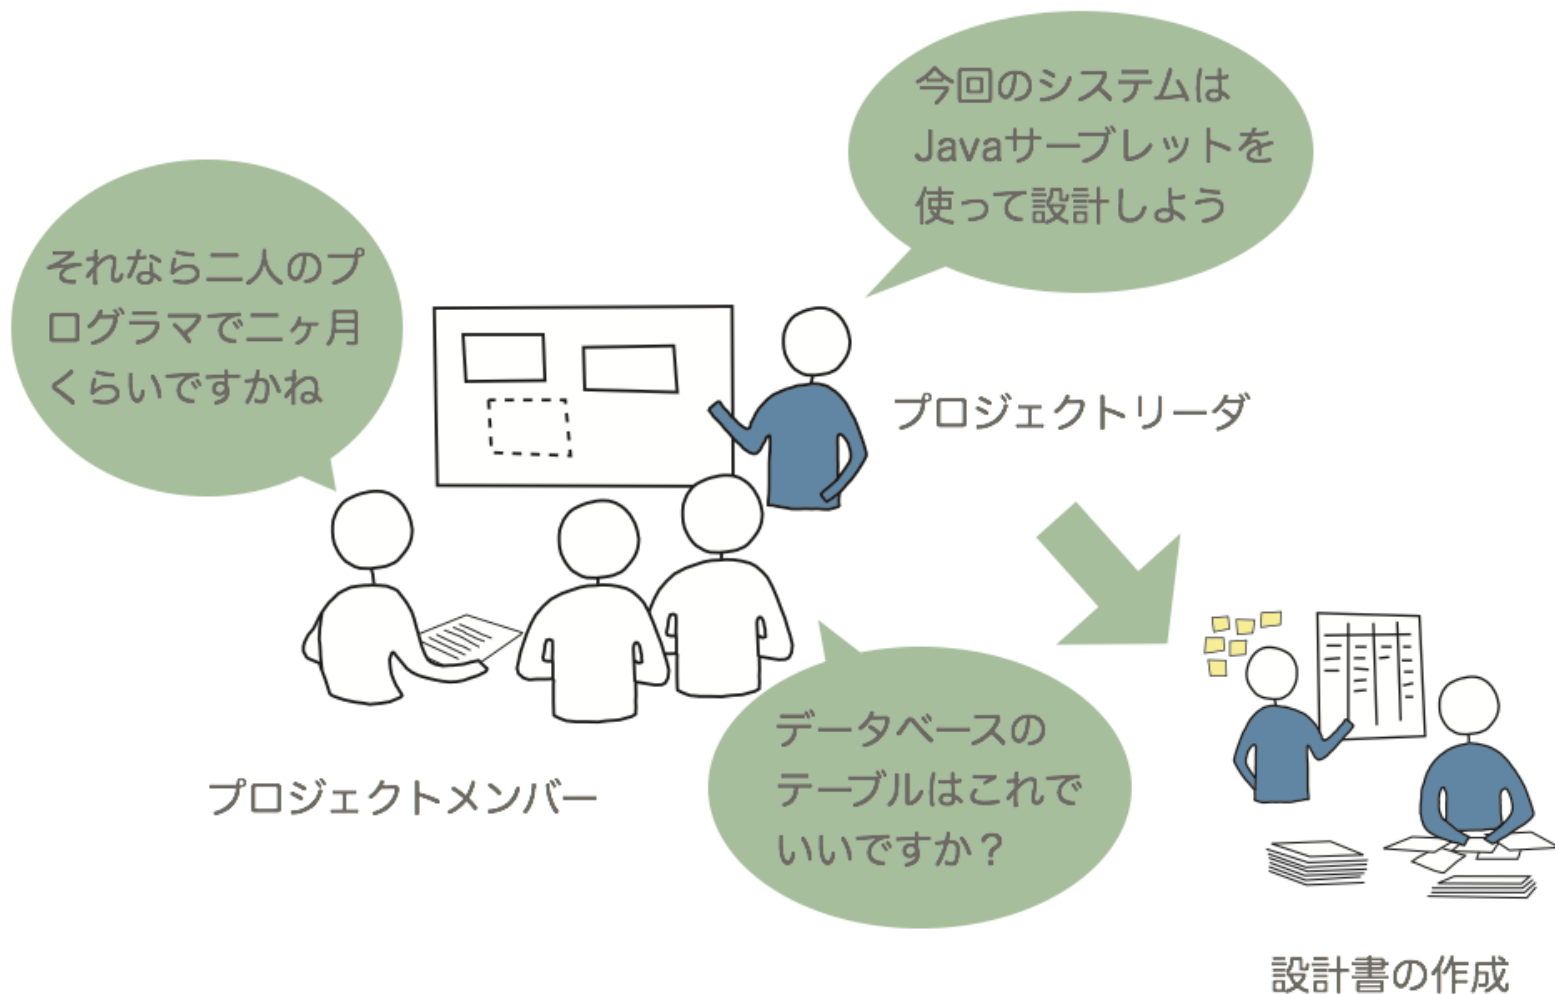 今回のシステムは
Javaサーブレットを
使って設計しよう
それなら二人のプ
ログラマで二ヶ月
くらいですかね
プロジェクトリーダ
データベースの
テーブルはこれで
いいですか？
プロジェクトメンバー
設計書の作成